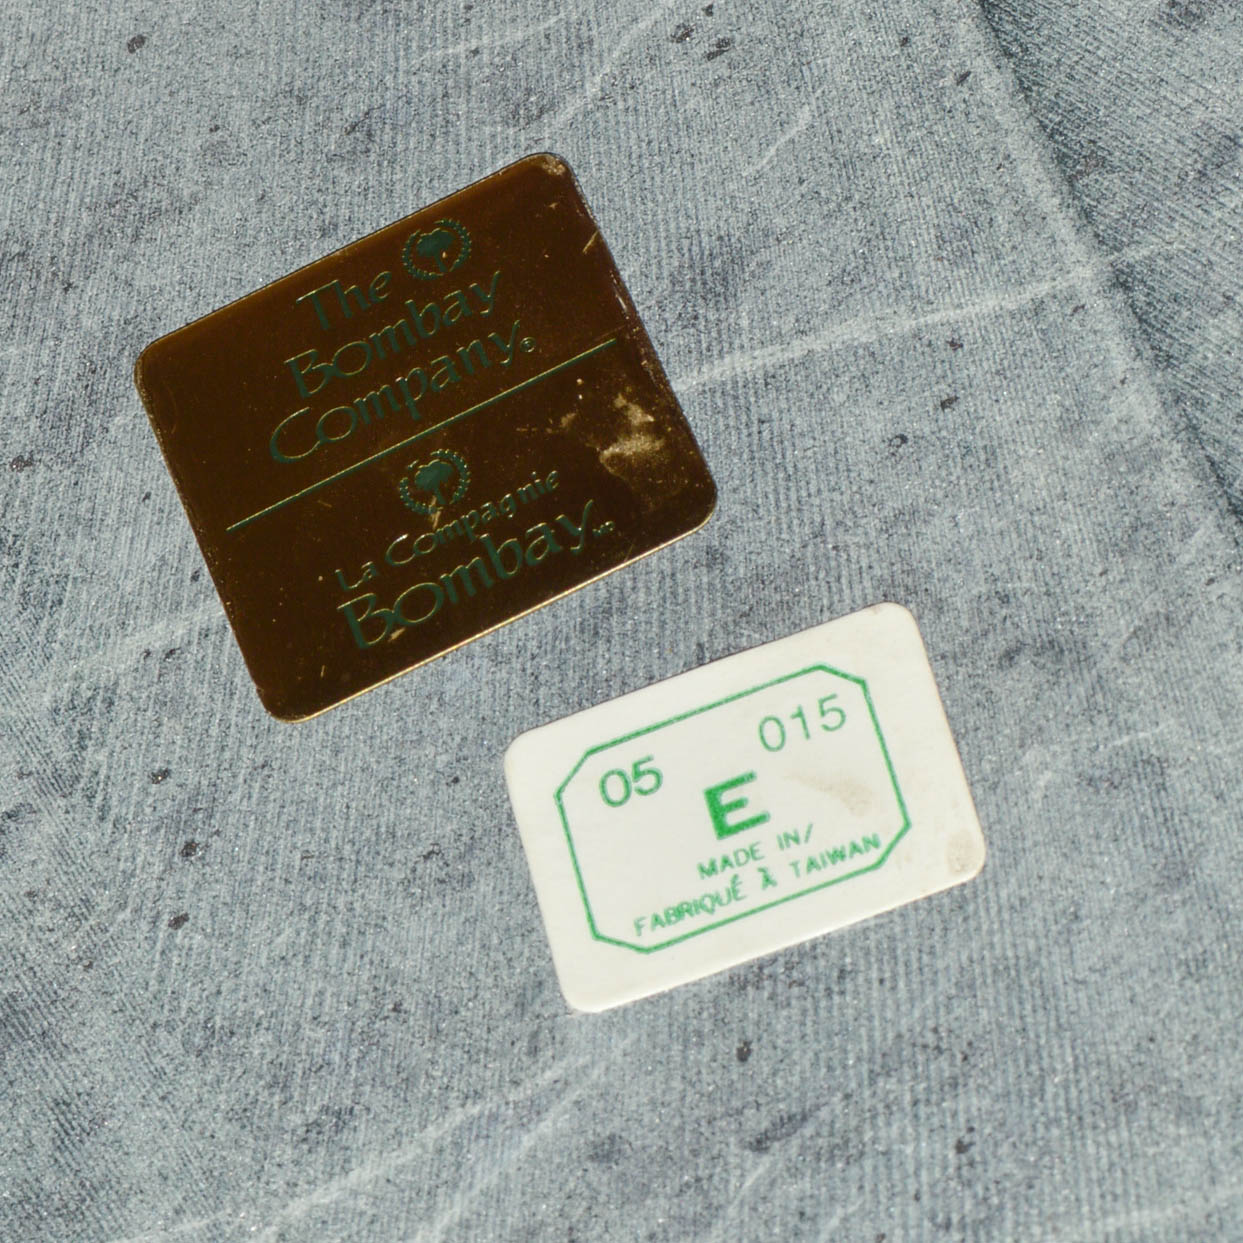 The
Bombay
Company®
La Compagnie
Bombay
05 015
E
MADE IN/
FABRIQUÉ À TAIWAN